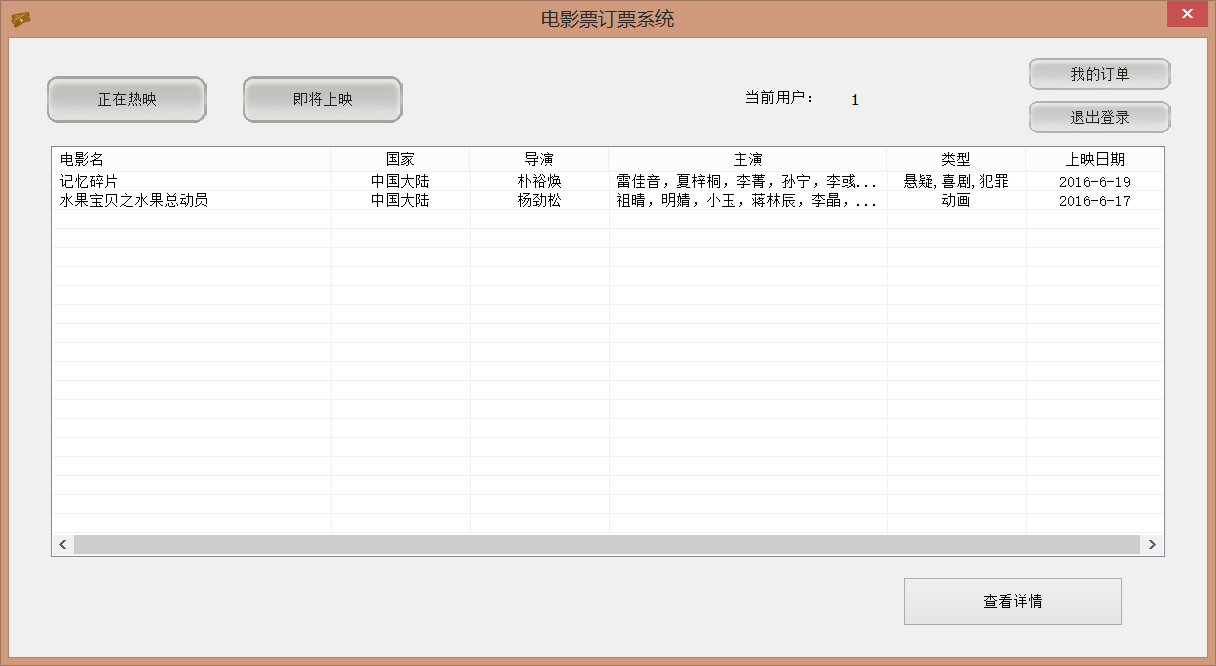 电影票订票系统
正在热映 即将上映 当前用户： 1 我的订单
退出登录
电影名 国家 导演 主演 类型 上映日期
记忆碎片 中国大陆 朴裕焕 雷佳音，夏梓桐，李菁，孙宁，李彧... 悬疑,喜剧,犯罪 2016-6-19
水果宝贝之水果总动员 中国大陆 杨劲松 祖晴，明婧，小玉，蒋林辰，李晶，... 动画 2016-6-17
查看详情